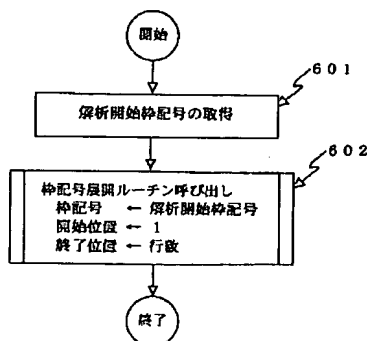 開始
601
解析開始枠記号の取得
602
枠記号展開ルーチン呼び出し
枠記号 ← 解析開始枠記号
開始位置 ← 1
終了位置 ← 行数
終了